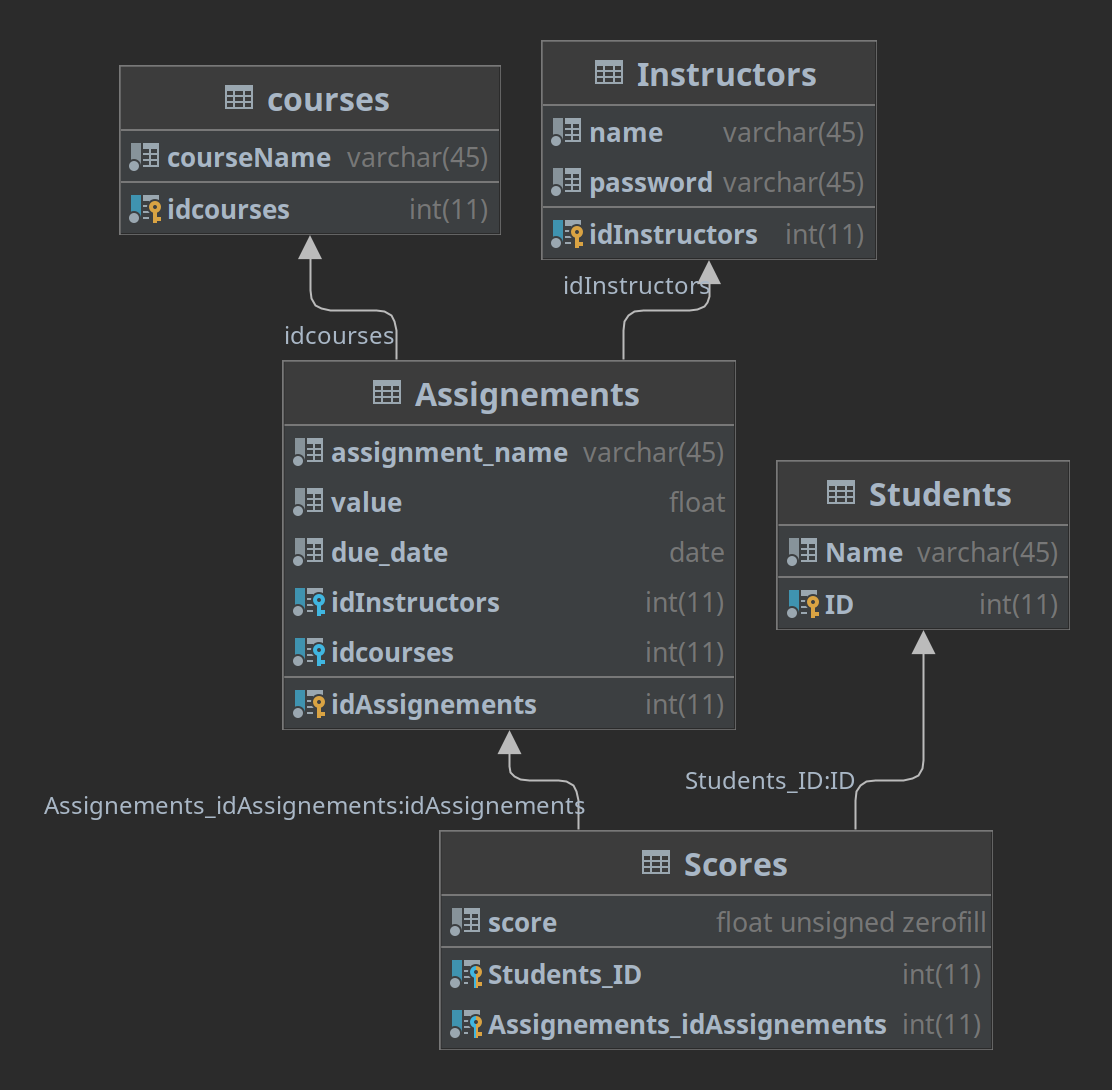 courses
courseName varchar(45)
idcourses int(11)
Instructors
name varchar(45)
password varchar(45)
idInstructors int(11)
idcourses
idInstructors
Assignements
assignment_name varchar(45)
value float
due_date date
idInstructors int(11)
idcourses int(11)
idAssignements int(11)
Students
Name varchar(45)
ID int(11)
Assignements_idAssignements:idAssignements
Students_ID:ID
Scores
score float unsigned zerofill
Students_ID int(11)
Assignements_idAssignements int(11)